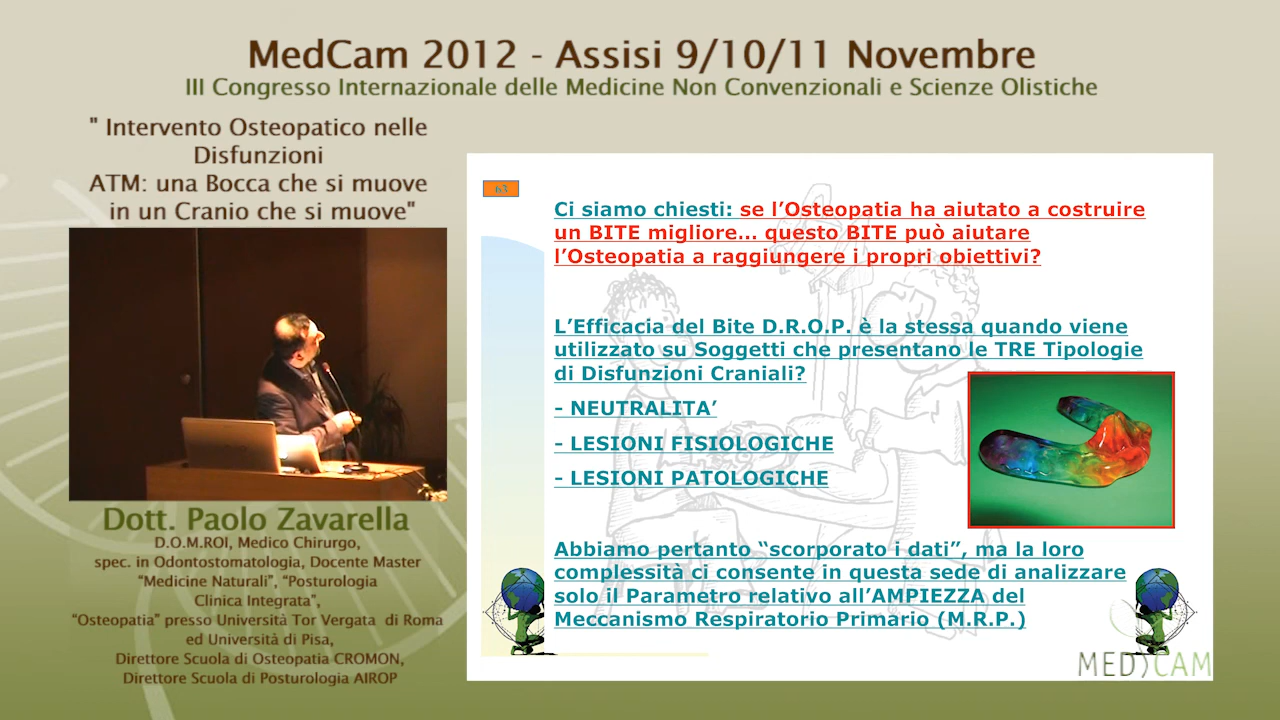 MedCam 2012 - Assisi 9/10/11 Novembre
III Congresso Internazionale delle Medicine Non Convenzionali e Scienze Olistiche
" Intervento Osteopatico nelle
Disfunzioni
ATM: una Bocca che si muove
in un Cranio che si muove"
Dott. Paolo Zavarella
D.O.M.ROI, Medico Chirurgo,
spec. in Odontostomatologia, Docente Master
“Medicine Naturali”, “Posturologia
Clinica Integrata”,
“Osteopatia” presso Università Tor Vergata di Roma
ed Università di Pisa,
Direttore Scuola di Osteopatia CROMON,
Direttore Scuola di Posturologia AIROP
63
Ci siamo chiesti: se l’Osteopatia ha aiutato a costruire
un BITE migliore… questo BITE può aiutare
l’Osteopatia a raggiungere i propri obiettivi?
L’Efficacia del Bite D.R.O.P. è la stessa quando viene
utilizzato su Soggetti che presentano le TRE Tipologie
di Disfunzioni Craniali?
- NEUTRALITA’
- LESIONI FISIOLOGICHE
- LESIONI PATOLOGICHE
Abbiamo pertanto “scorporato i dati”, ma la loro
complessità ci consente in questa sede di analizzare
solo il Parametro relativo all’AMPIEZZA del
Meccanismo Respiratorio Primario (M.R.P.)
MED)CAM